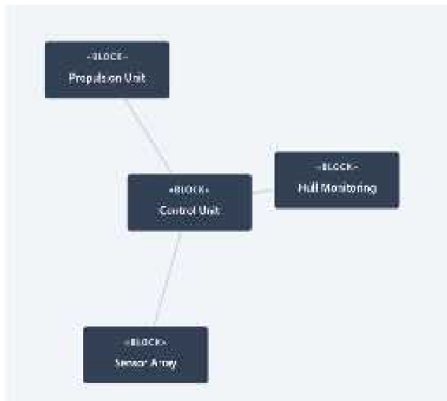 «BLOCK»
Propulsion Unit
«BLOCK»
Hull Monitoring
«BLOCK»
Control Unit
«BLOCK»
Sensor Array